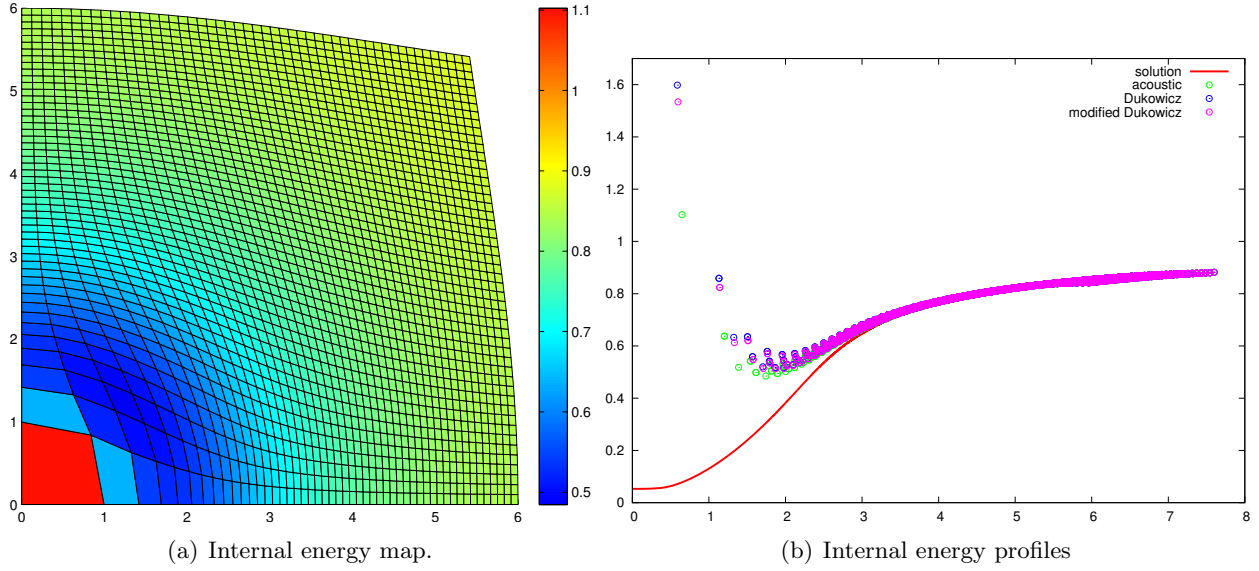 6
5
4
3
2
1
0
0 1 2 3 4 5 6
1.1
1
0.9
0.8
0.7
0.6
0.5
(a) Internal energy map.
solution
acoustic
Dukowicz
modified Dukowicz
1.6
1.4
1.2
1
0.8
0.6
0.4
0.2
0
0 1 2 3 4 5 6 7 8
(b) Internal energy profiles